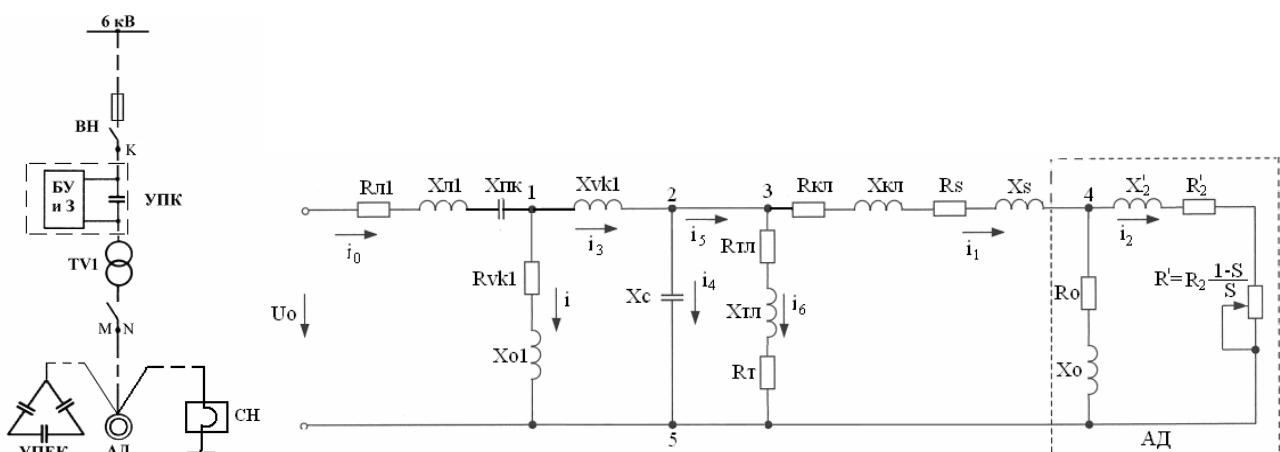 6 кВ
ВН
K
БУ
и З
УПК
TV1
M N
СН
УПЕК
АД
Rл1
Xл1
Xпк
1
Xvk1
2
3
Rкл
Xкл
Rs
Xs
4
X'2
R'2
i0
i3
i5
i1
i2
Uo
Rvk1
i
Xo1
Xc
i4
Rтл
Xтл
i6
Rт
Ro
Xo
R'=R2 1-S/S
5
АД